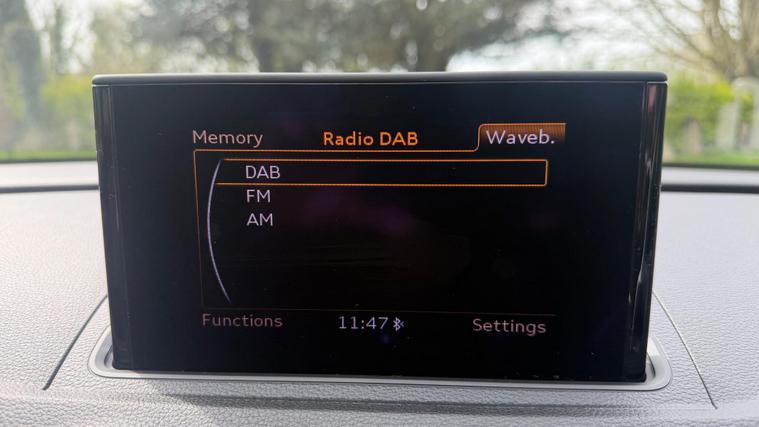 Memory Radio DAB Waveb.
DAB
FM
AM
Functions 11:47 Settings